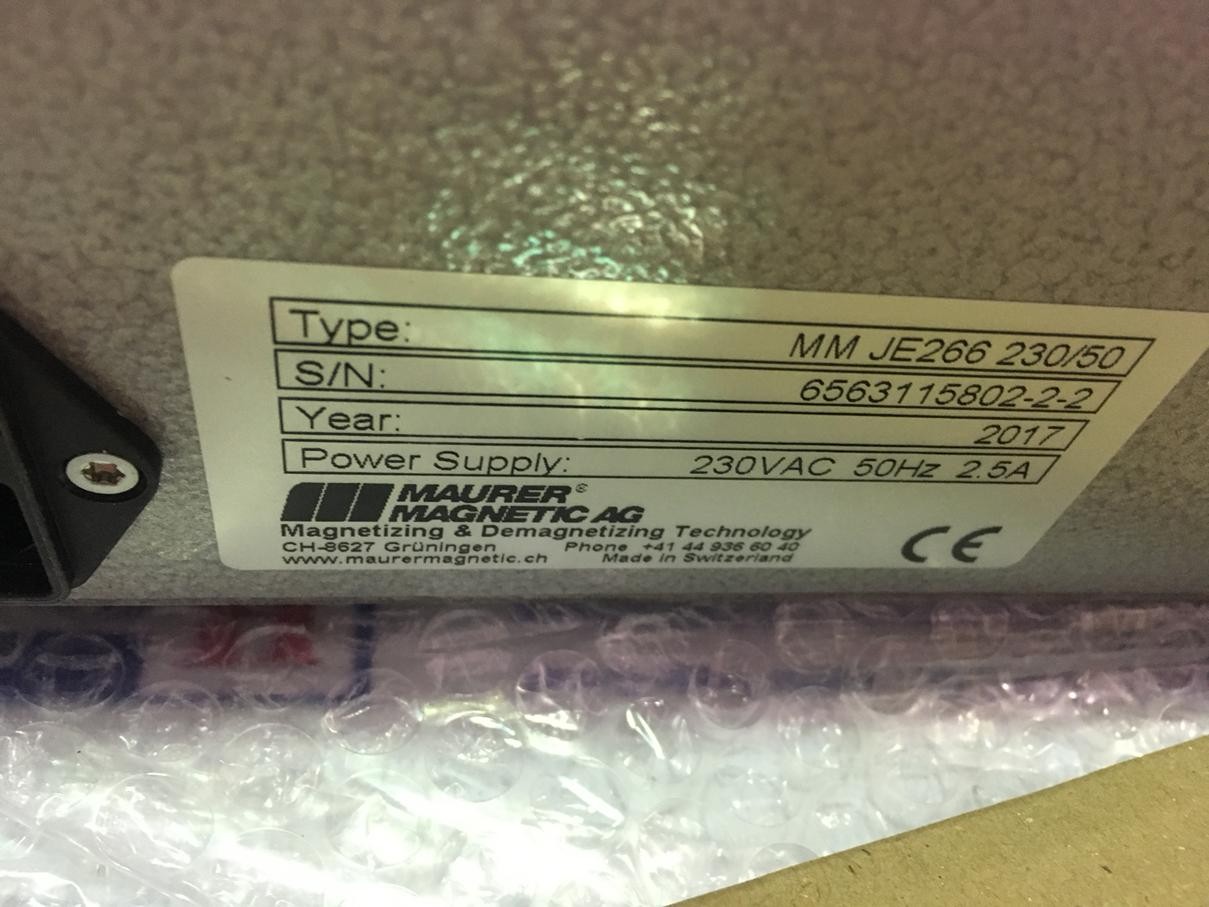 Type: MM JE266 230/50
S/N: 6563115802-2-2
Year: 2017
Power Supply: 230VAC 50Hz 2.5A
MAURER®
MAGNETIC AG
Magnetizing & Demagnetizing Technology
CH-8627 Grüningen Phone +41 44 936 60 40
www.maurermagnetic.ch Made in Switzerland
CE